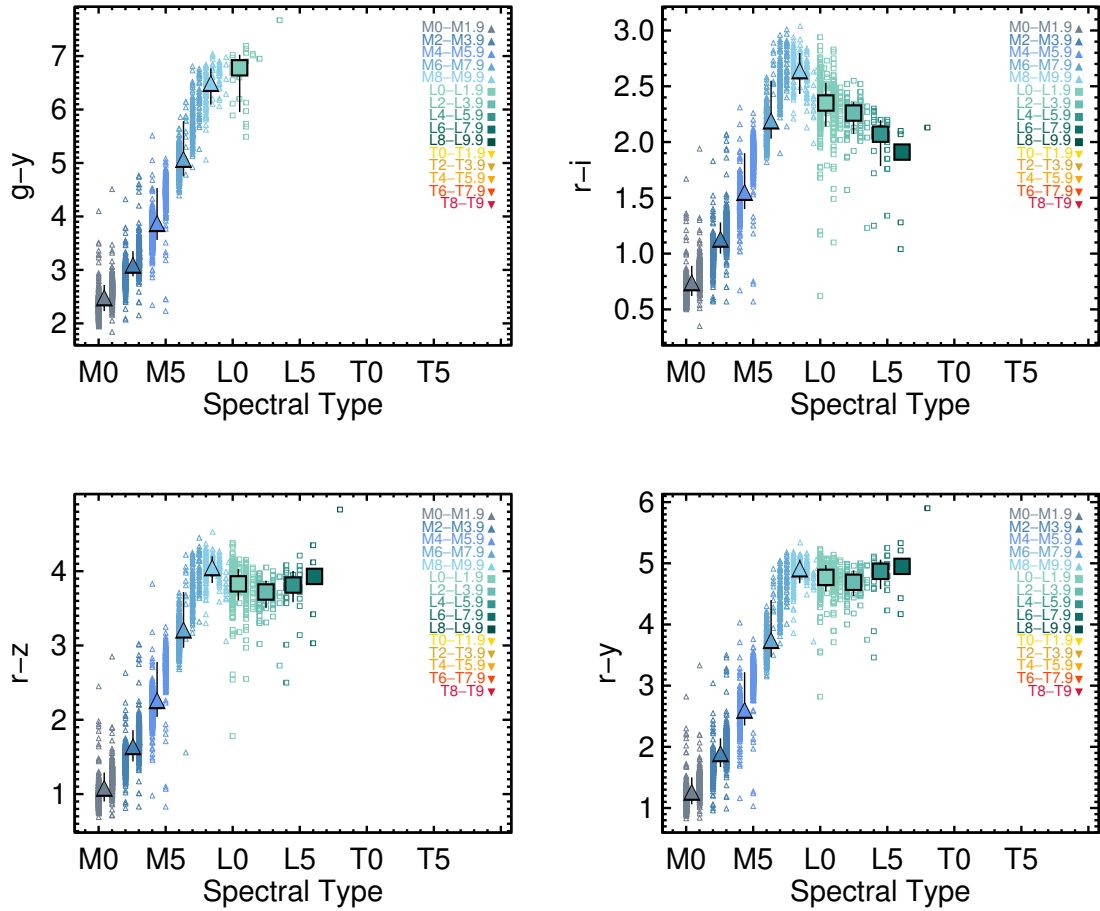 g−y
7
6
5
4
3
2
M0 M5 L0 L5 T0 T5
Spectral Type
M0−M1.9
M2−M3.9
M4−M5.9
M6−M7.9
M8−M9.9
L0−L1.9
L2−L3.9
L4−L5.9
L6−L7.9
L8−L9.9
T0−T1.9
T2−T3.9
T4−T5.9
T6−T7.9
T8−T9
r−i
3.0
2.5
2.0
1.5
1.0
0.5
M0 M5 L0 L5 T0 T5
Spectral Type
M0−M1.9
M2−M3.9
M4−M5.9
M6−M7.9
M8−M9.9
L0−L1.9
L2−L3.9
L4−L5.9
L6−L7.9
L8−L9.9
T0−T1.9
T2−T3.9
T4−T5.9
T6−T7.9
T8−T9
r−z
4
3
2
1
M0 M5 L0 L5 T0 T5
Spectral Type
M0−M1.9
M2−M3.9
M4−M5.9
M6−M7.9
M8−M9.9
L0−L1.9
L2−L3.9
L4−L5.9
L6−L7.9
L8−L9.9
T0−T1.9
T2−T3.9
T4−T5.9
T6−T7.9
T8−T9
r−y
6
5
4
3
2
1
M0 M5 L0 L5 T0 T5
Spectral Type
M0−M1.9
M2−M3.9
M4−M5.9
M6−M7.9
M8−M9.9
L0−L1.9
L2−L3.9
L4−L5.9
L6−L7.9
L8−L9.9
T0−T1.9
T2−T3.9
T4−T5.9
T6−T7.9
T8−T9